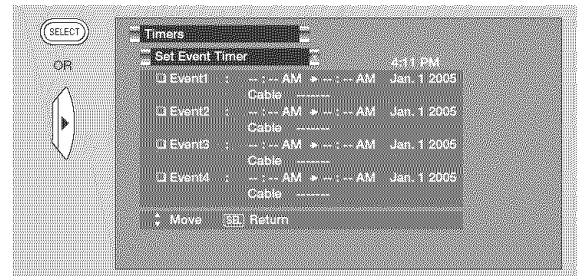 SELECT
OR
Timers
Set Event Timer
4:11 PM
Event1 : -- : -- AM -- : -- AM Jan. 1 2005
Cable ------
Event2 : -- : -- AM -- : -- AM Jan. 1 2005
Cable ------
Event3 : -- : -- AM -- : -- AM Jan. 1 2005
Cable ------
Event4 : -- : -- AM -- : -- AM Jan. 1 2005
Cable ------
Move SEL Return